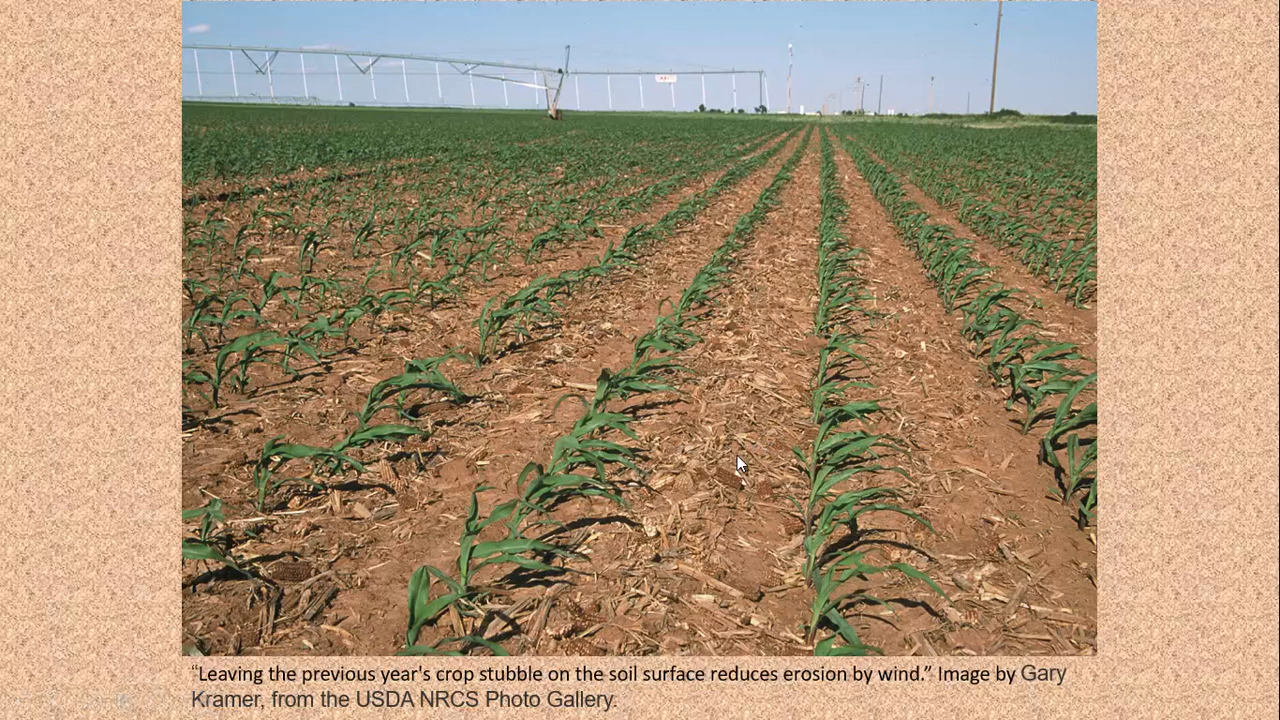 “Leaving the previous year's crop stubble on the soil surface reduces erosion by wind.” Image by Gary
Kramer, from the USDA NRCS Photo Gallery.